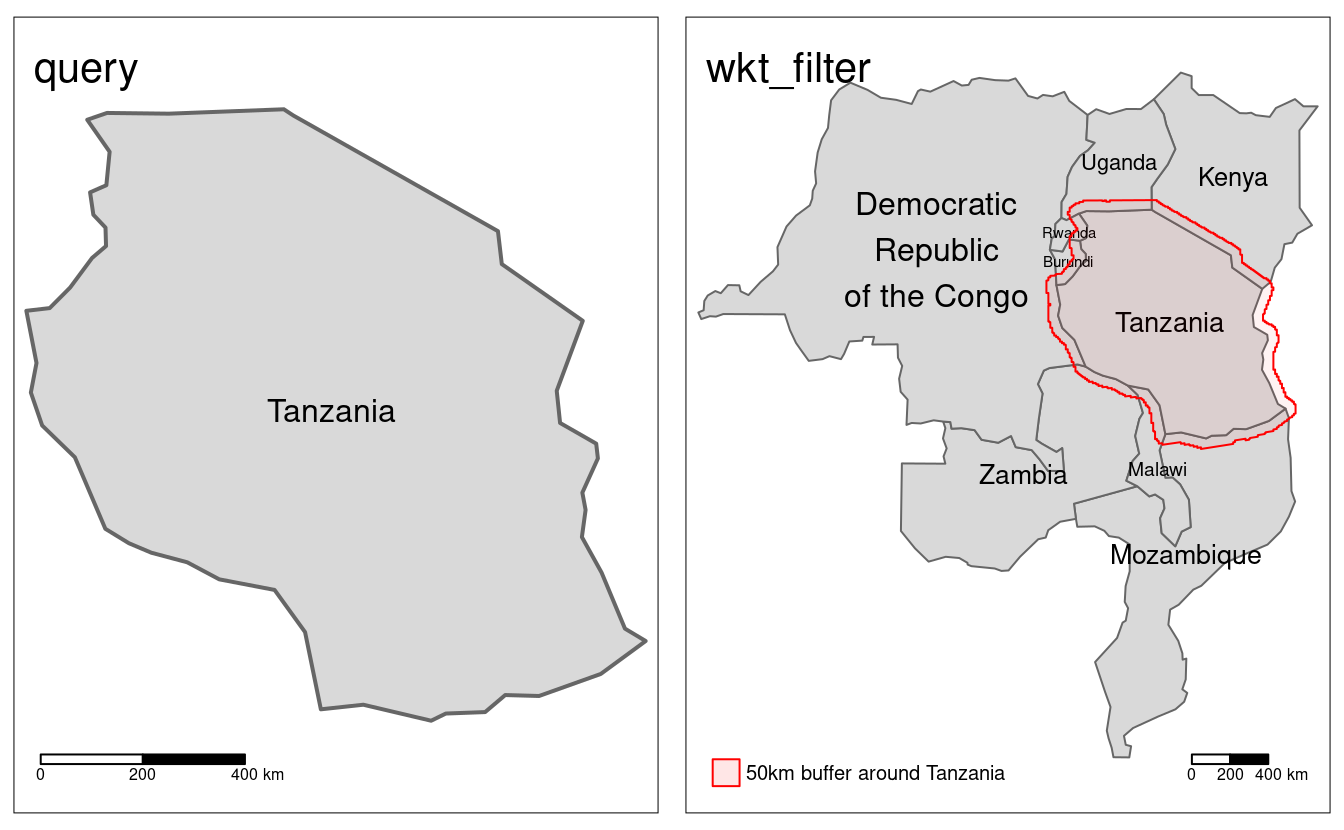 query
Tanzania
0 200 400 km
wkt_filter
Uganda
Kenya
Democratic
Republic
of the Congo
Rwanda
Burundi
Tanzania
Zambia
Malawi
Mozambique
50km buffer around Tanzania
0 200 400 km